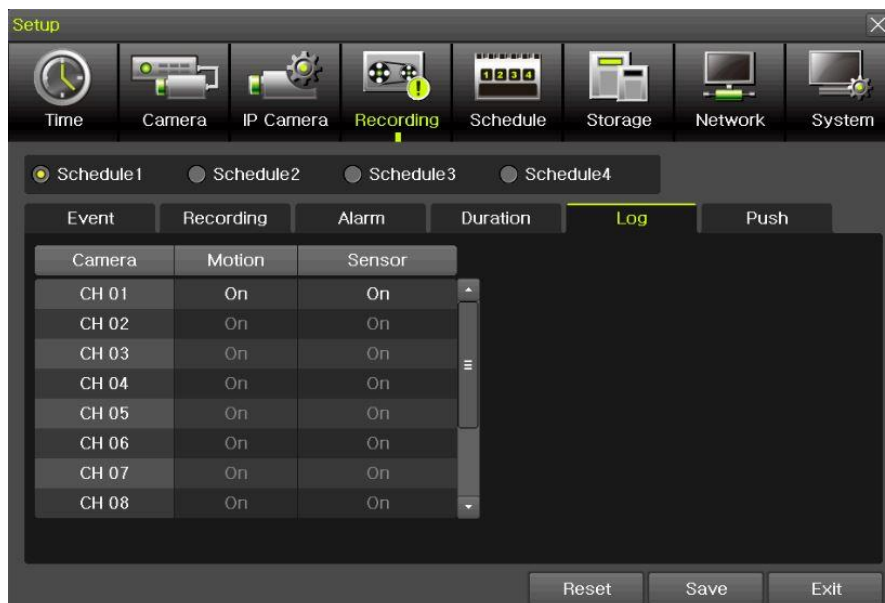 Setup
Time Camera IP Camera Recording Schedule Storage Network System
Schedule1 Schedule2 Schedule3 Schedule4
Event Recording Alarm Duration Log Push
Camera Motion Sensor
CH 01 On On
CH 02 On On
CH 03 On On
CH 04 On On
CH 05 On On
CH 06 On On
CH 07 On On
CH 08 On On
Reset Save Exit